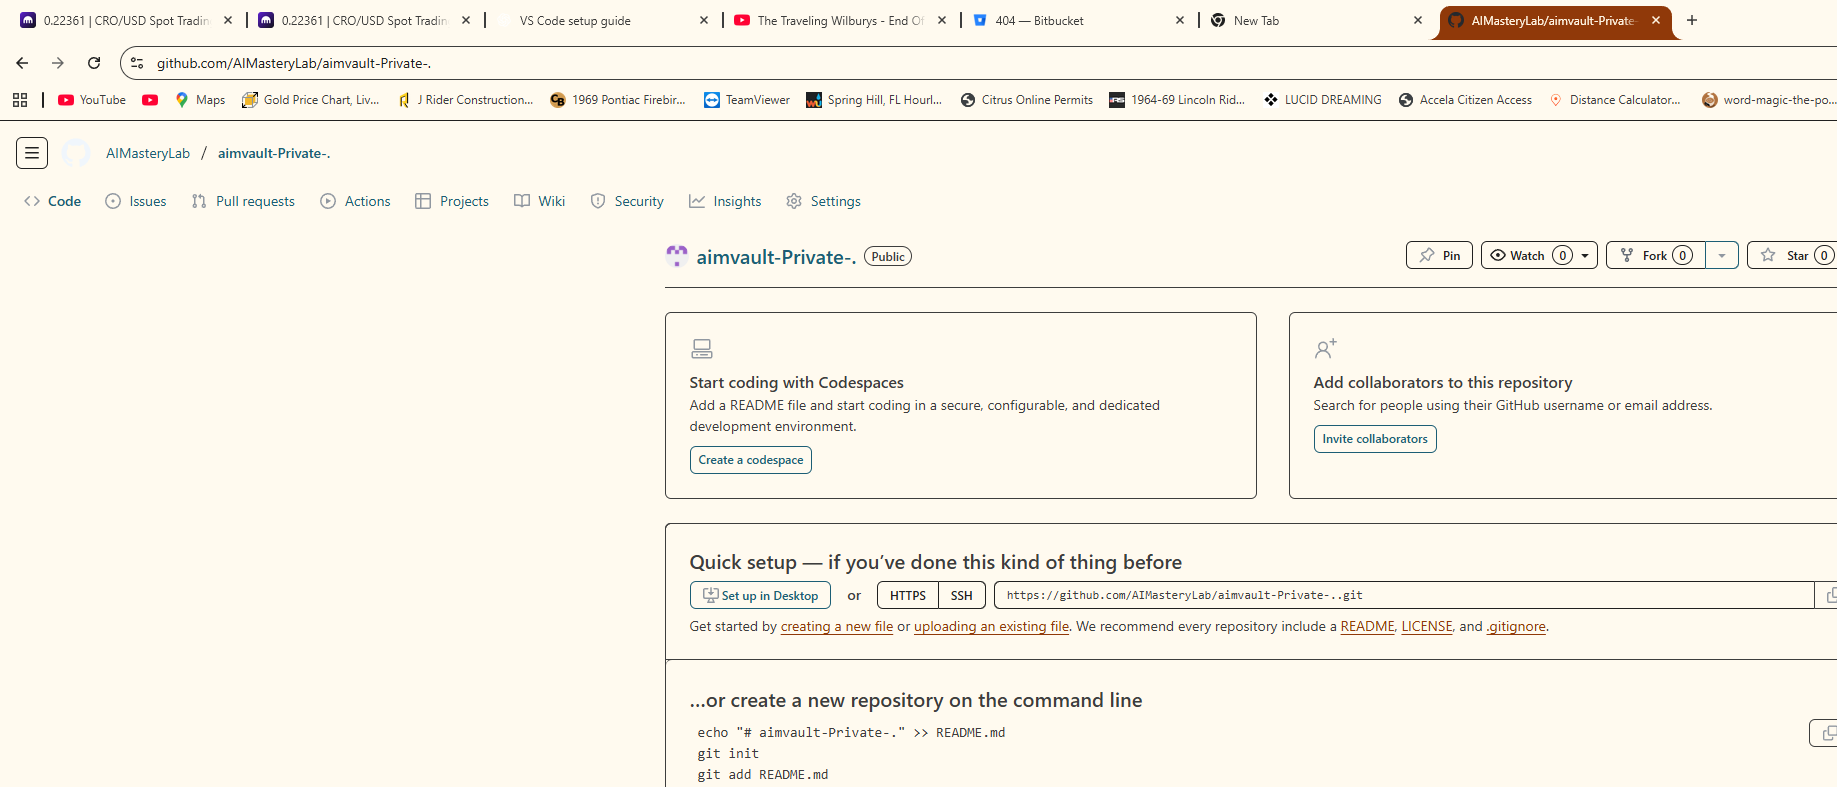 0.22361 | CRO/USD Spot Tradin
0.22361 | CRO/USD Spot Tradin
VS Code setup guide
The Traveling Wilburys - End Of
404 — Bitbucket
New Tab
AIMasteryLab/aimvault-Private-
github.com/AIMasteryLab/aimvault-Private-.
YouTube
Maps
Gold Price Chart, Liv...
J Rider Construction...
1969 Pontiac Firebir...
TeamViewer
Spring Hill, FL Hourl...
Citrus Online Permits
1964-69 Lincoln Rid...
LUCID DREAMING
Accela Citizen Access
Distance Calculator...
word-magic-the-po...
AIMasteryLab / aimvault-Private-.
Code
Issues
Pull requests
Actions
Projects
Wiki
Security
Insights
Settings
aimvault-Private-. Public
Pin
Watch 0
Fork 0
Star 0
Start coding with Codespaces
Add a README file and start coding in a secure, configurable, and dedicated
development environment.
Create a codespace
Add collaborators to this repository
Search for people using their GitHub username or email address.
Invite collaborators
Quick setup — if you’ve done this kind of thing before
Set up in Desktop or HTTPS SSH https://github.com/AIMasteryLab/aimvault-Private-..git
Get started by creating a new file or uploading an existing file. We recommend every repository include a README, LICENSE, and .gitignore.
...or create a new repository on the command line
echo "# aimvault-Private-." >> README.md
git init
git add README.md